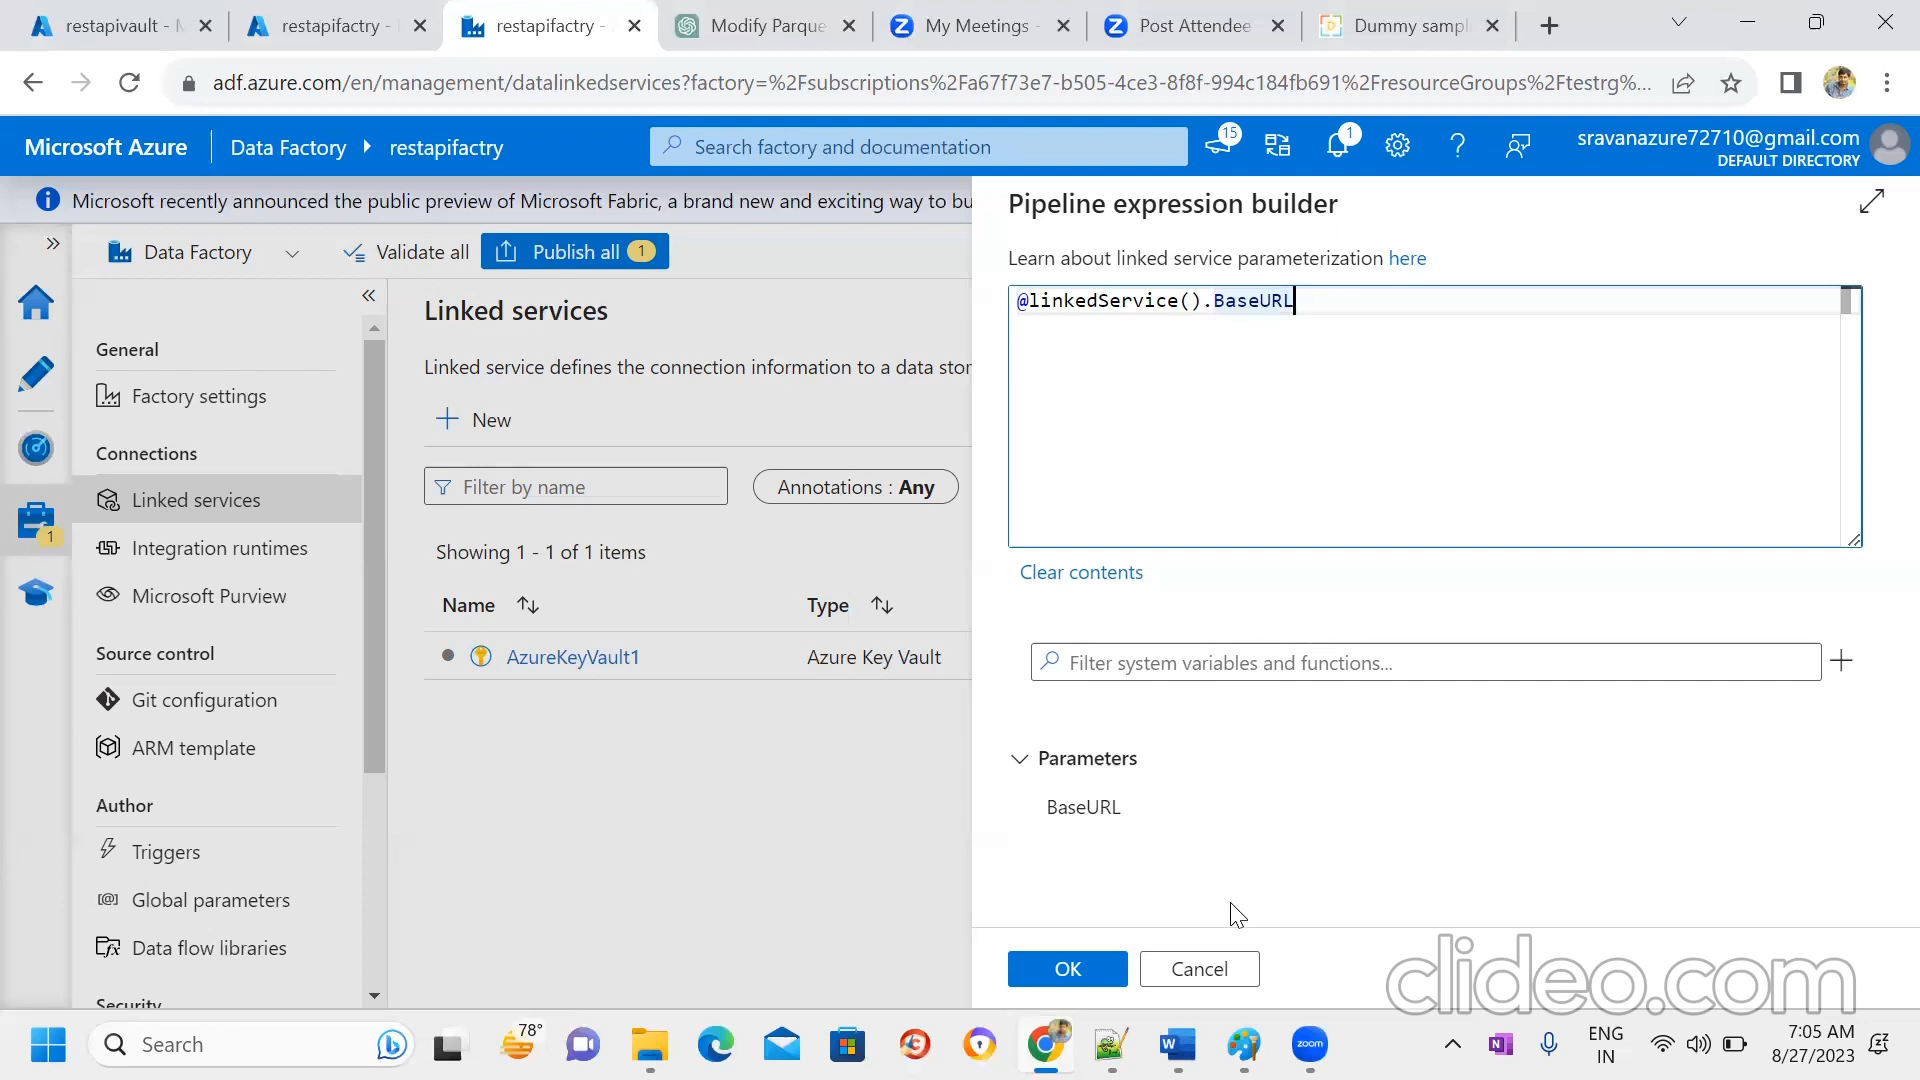 restapivault - M
restapifactry -
restapifactry -
Modify Parque
My Meetings -
Post Attendee
Dummy sampl
adf.azure.com/en/management/datalinkedservices?factory=%2Fsubscriptions%2Fa67f73e7-b505-4ce3-8f8f-994c184fb691%2FresourceGroups%2Ftestrg%...
Microsoft Azure
Data Factory
restapifactry
Search factory and documentation
15
1
sravanazure72710@gmail.com
DEFAULT DIRECTORY
Microsoft recently announced the public preview of Microsoft Fabric, a brand new and exciting way to bu
Data Factory
Validate all
Publish all 1
General
Factory settings
Connections
Linked services
1
Integration runtimes
Microsoft Purview
Source control
Git configuration
ARM template
Author
Triggers
Global parameters
Data flow libraries
Security
Linked services
Linked service defines the connection information to a data stor
New
Filter by name
Annotations : Any
Showing 1 - 1 of 1 items
Name
Type
AzureKeyVault1
Azure Key Vault
Pipeline expression builder
Learn about linked service parameterization here
@linkedService().BaseURL
Clear contents
Filter system variables and functions...
Parameters
BaseURL
OK
Cancel
clideo.com
Search
78°
zoom
ENG
IN
7:05 AM
8/27/2023